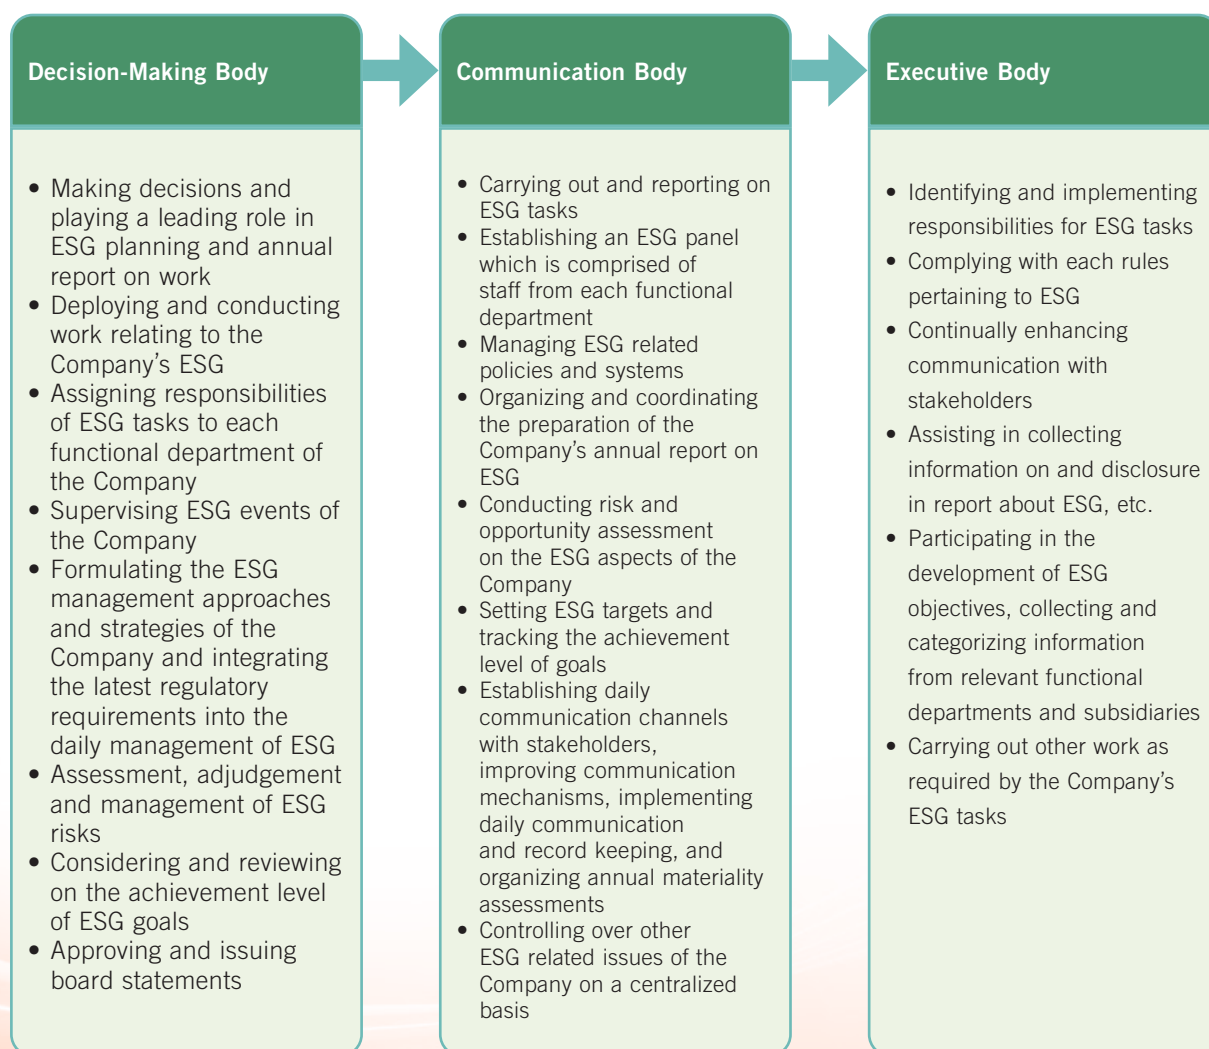 Decision-Making Body
• Making decisions and
playing a leading role in
ESG planning and annual
report on work
• Deploying and conducting
work relating to the
Company’s ESG
• Assigning responsibilities
of ESG tasks to each
functional department of
the Company
• Supervising ESG events of
the Company
• Formulating the ESG
management approaches
and strategies of the
Company and integrating
the latest regulatory
requirements into the
daily management of ESG
• Assessment, adjudgement
and management of ESG
risks
• Considering and reviewing
on the achievement level
of ESG goals
• Approving and issuing
board statements
Communication Body
• Carrying out and reporting on
ESG tasks
• Establishing an ESG panel
which is comprised of
staff from each functional
department
• Managing ESG related
policies and systems
• Organizing and coordinating
the preparation of the
Company’s annual report on
ESG
• Conducting risk and
opportunity assessment
on the ESG aspects of the
Company
• Setting ESG targets and
tracking the achievement
level of goals
• Establishing daily
communication channels
with stakeholders,
improving communication
mechanisms, implementing
daily communication
and record keeping, and
organizing annual materiality
assessments
• Controlling over other
ESG related issues of the
Company on a centralized
basis
Executive Body
• Identifying and implementing
responsibilities for ESG tasks
• Complying with each rules
pertaining to ESG
• Continually enhancing
communication with
stakeholders
• Assisting in collecting
information on and disclosure
in report about ESG, etc.
• Participating in the
development of ESG
objectives, collecting and
categorizing information
from relevant functional
departments and subsidiaries
• Carrying out other work as
required by the Company’s
ESG tasks